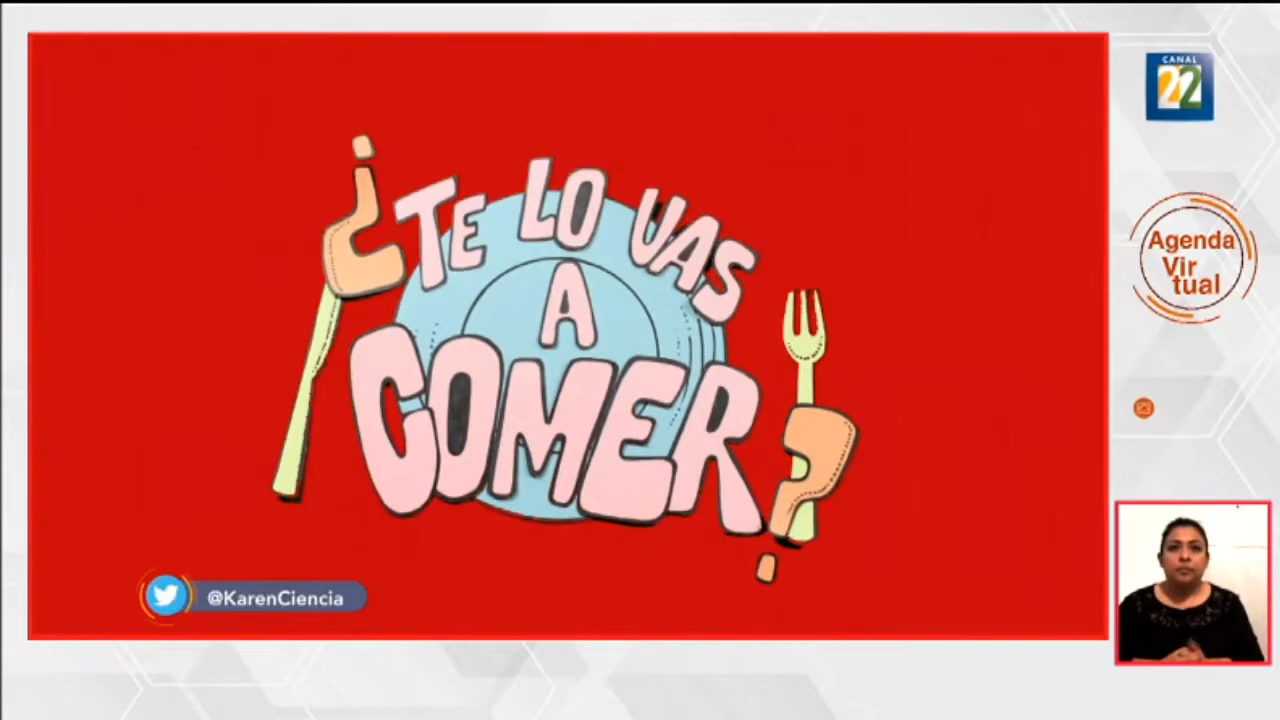 ¿TE LO VAS
A
COMER?
@KarenCiencia
CANAL
22
Agenda
Vir
tual